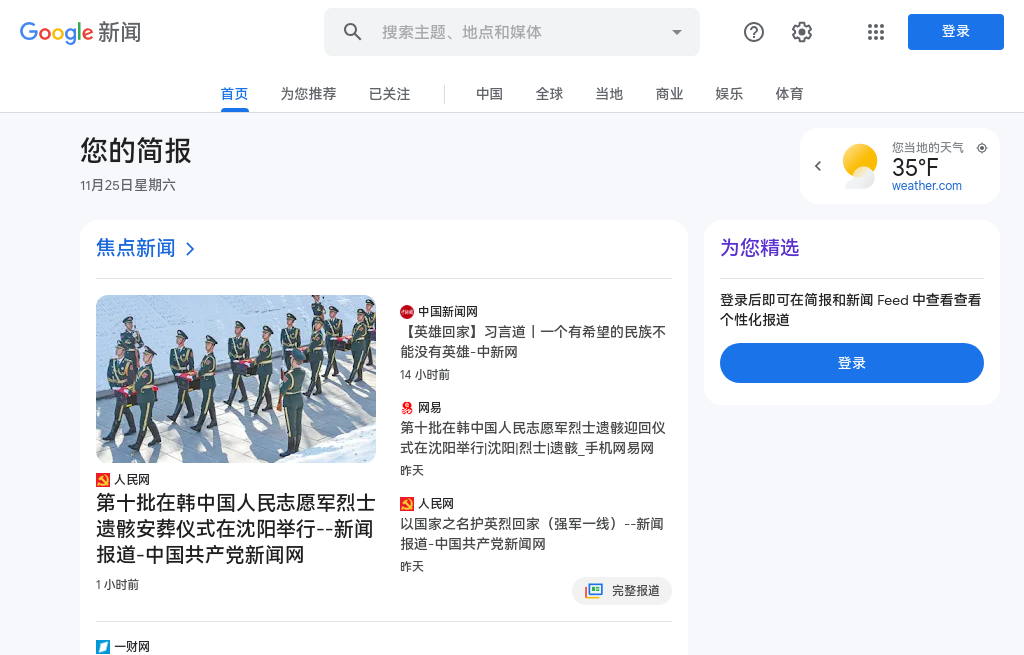 Google 新闻
搜索主题、地点和媒体
登录
首页
为您推荐
已关注
中国
全球
当地
商业
娱乐
体育
您的简报
11月25日星期六
您当地的天气
35°F
weather.com
焦点新闻
人民网
第十批在韩中国人民志愿军烈士
遗骸安葬仪式在沈阳举行--新闻
报道-中国共产党新闻网
1 小时前
中国新闻网
【英雄回家】习言道丨一个有希望的民族不
能没有英雄-中新网
14 小时前
网易
第十批在韩中国人民志愿军烈士遗骸迎回仪
式在沈阳举行|沈阳|烈士|遗骸_手机网易网
昨天
人民网
以国家之名护英烈回家（强军一线）--新闻
报道-中国共产党新闻网
昨天
完整报道
一财网
为您精选
登录后即可在简报和新闻 Feed 中查看查看
个性化报道
登录